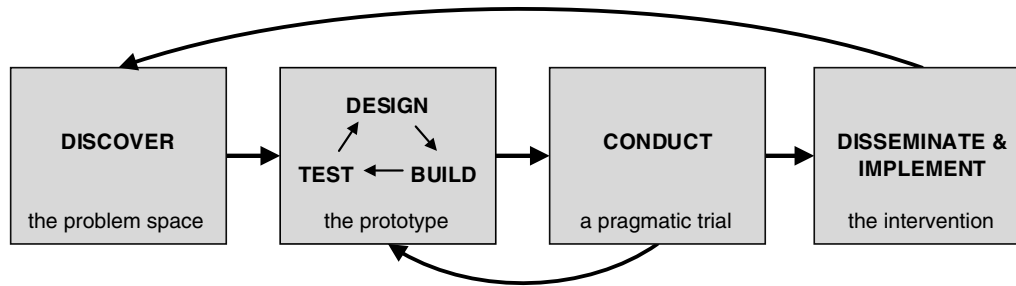 DISCOVER
the problem space
DESIGN
TEST
BUILD
the prototype
CONDUCT
a pragmatic trial
DISSEMINATE &
IMPLEMENT
the intervention